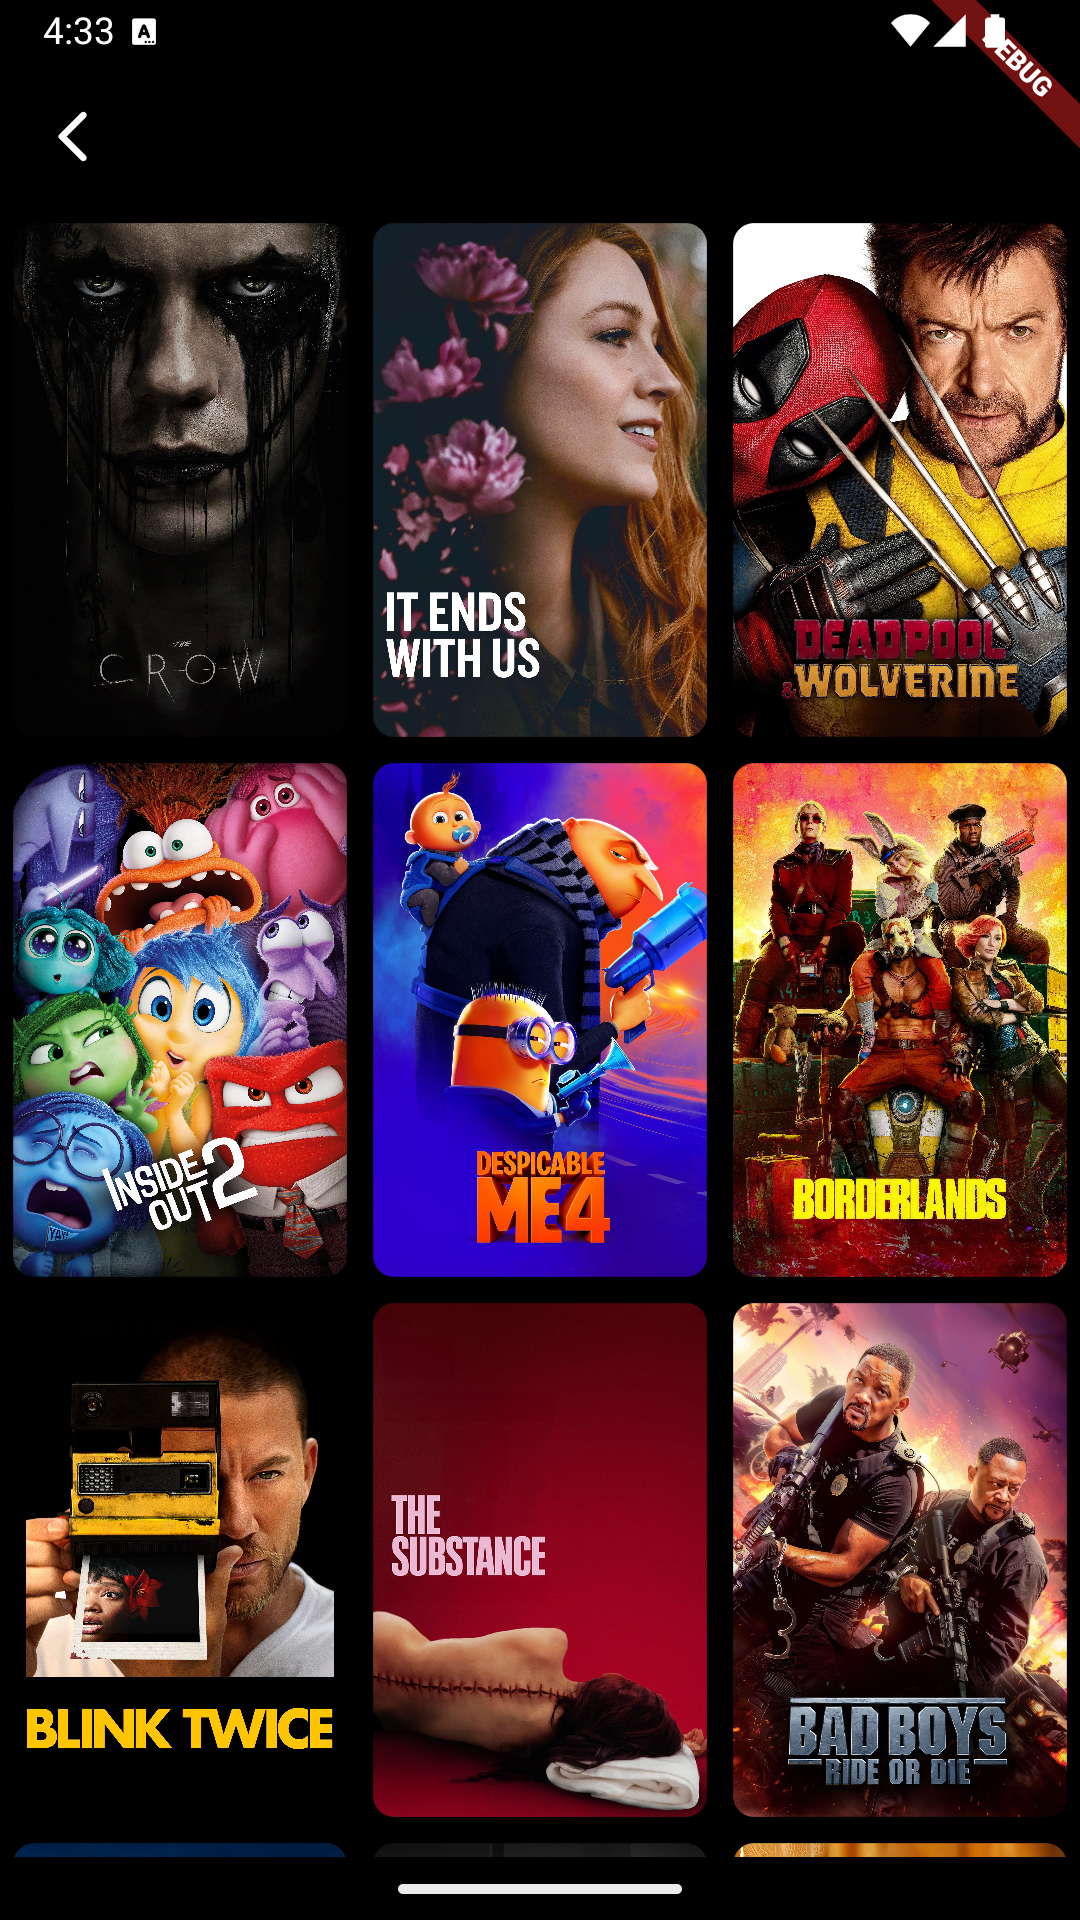 4:33
A
DEBUG
THE
CROW
IT ENDS
WITH US
DEADPOOL
& WOLVERINE
INSIDE
OUT 2
DESPICABLE
ME 4
BORDERLANDS
BLINK TWICE
THE
SUBSTANCE
BAD BOYS
RIDE OR DIE